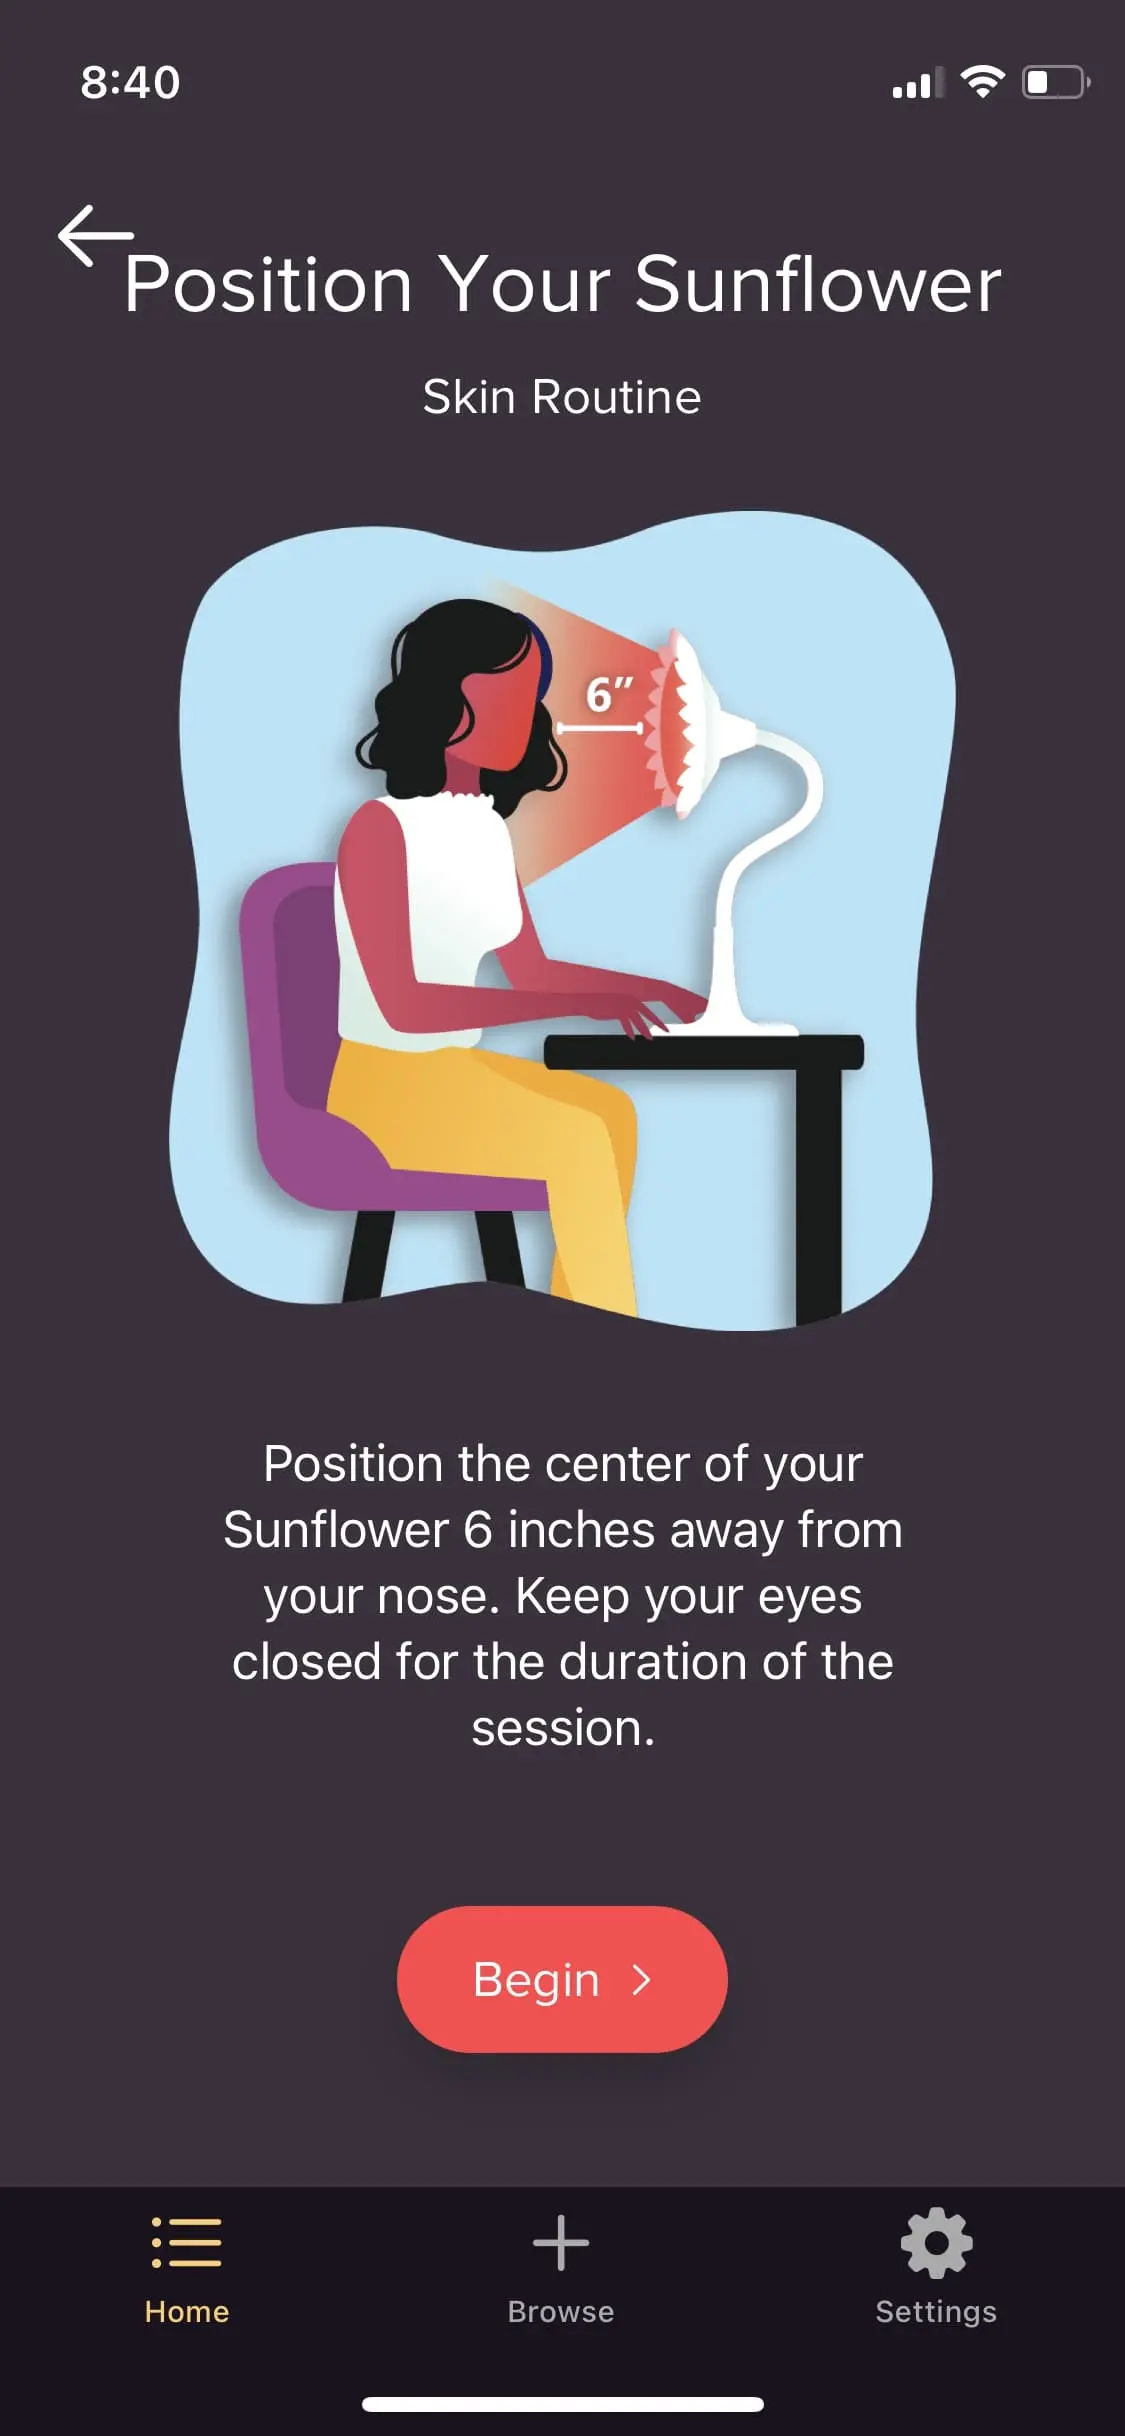 8:40
Position Your Sunflower
Skin Routine
6”
Position the center of your
Sunflower 6 inches away from
your nose. Keep your eyes
closed for the duration of the
session.
Begin
Home
Browse
Settings